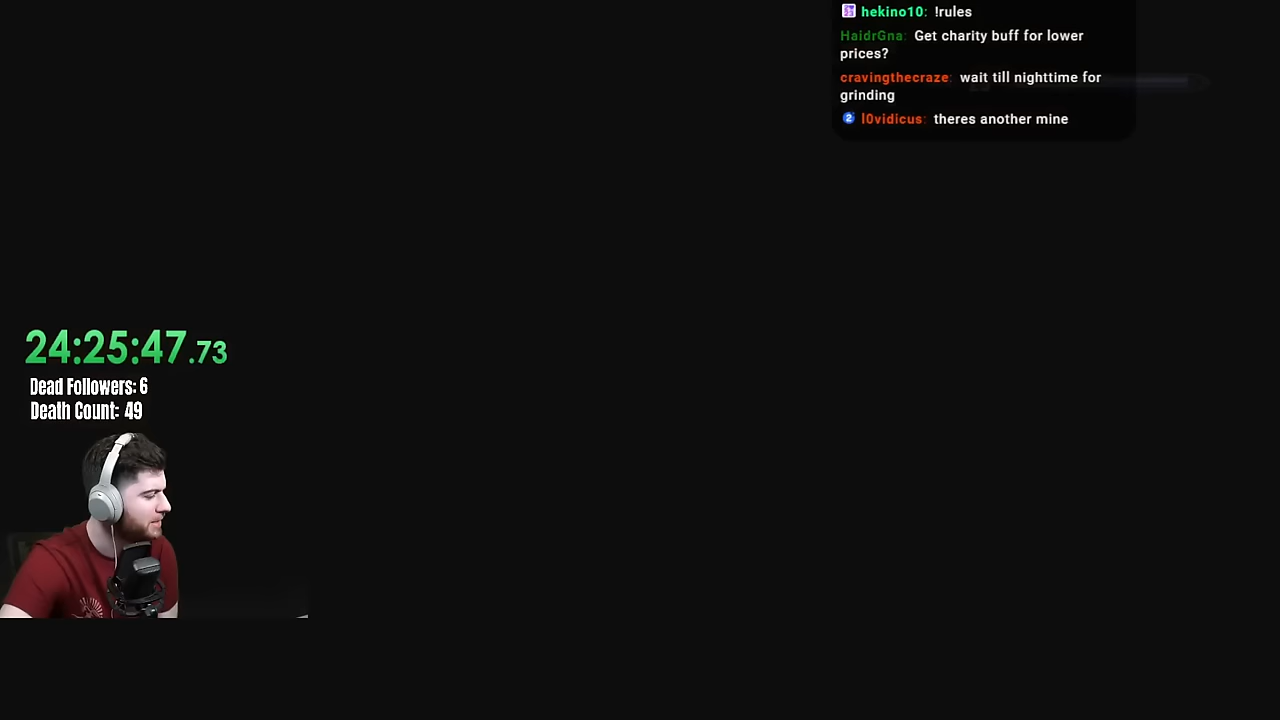 hekino10: !rules
HaidrGna: Get charity buff for lower
prices?
cravingthecraze: wait till nighttime for
grinding
2 l0vidicus: theres another mine
24:25:47.73
Dead Followers: 6
Death Count: 49